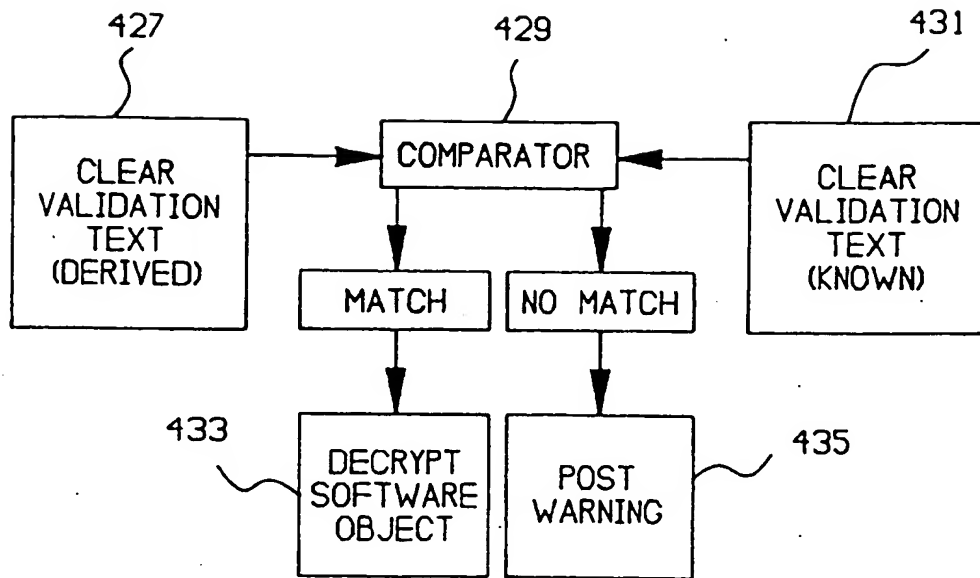 427
429
431
CLEAR
VALIDATION
TEXT
(DERIVED)
COMPARATOR
CLEAR
VALIDATION
TEXT
(KNOWN)
MATCH
NO MATCH
433
DECRYPT
SOFTWARE
OBJECT
POST
WARNING
435